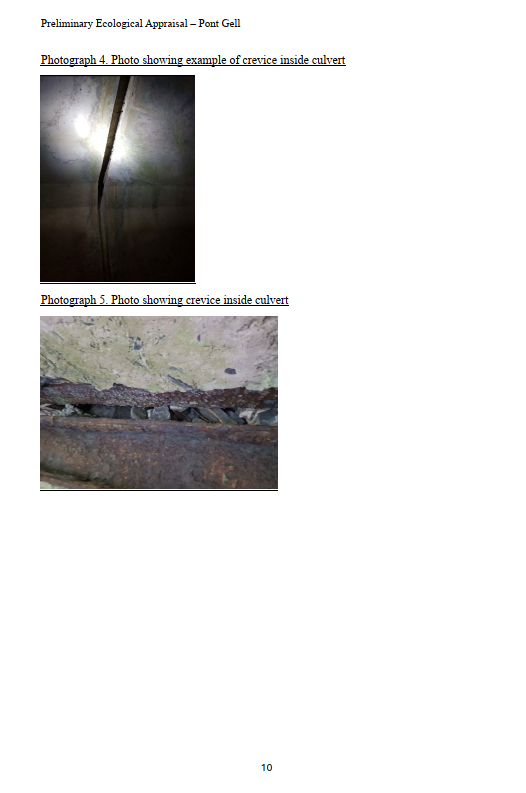 Preliminary Ecological Appraisal – Pont Gell
Photograph 4. Photo showing example of crevice inside culvert
Photograph 5. Photo showing crevice inside culvert
10